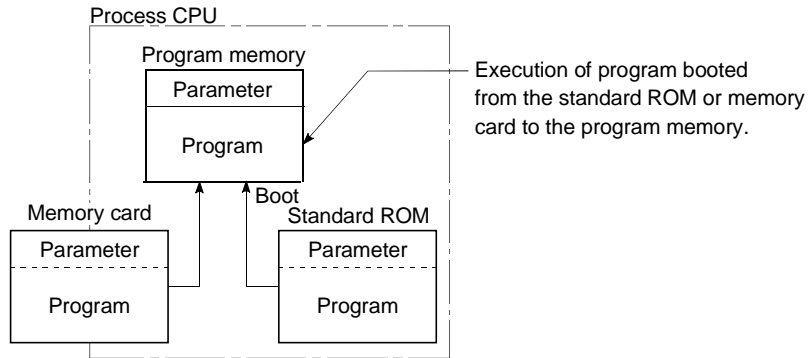 Process CPU
Program memory
Parameter
Program
Execution of program booted
from the standard ROM or memory
card to the program memory.
Boot
Memory card
Parameter
Program
Standard ROM
Parameter
Program